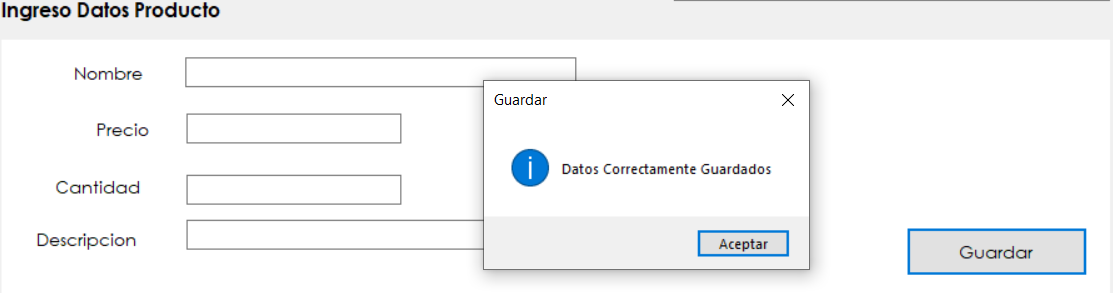 Ingreso Datos Producto
Nombre
Guardar
Precio
Datos Correctamente Guardados
Cantidad
Descripcion
Aceptar
Guardar